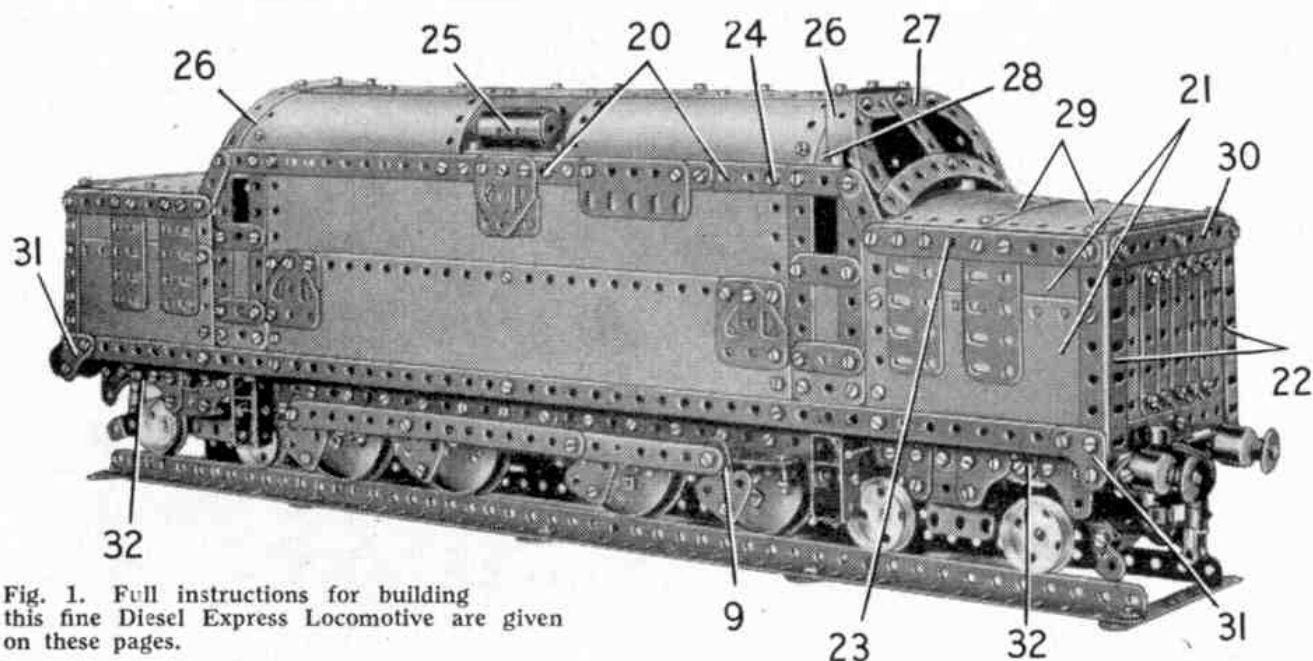 25 20 24 26 27
26 28 21
29
30
31
22
32
9 23 32 31
Fig. 1. Full instructions for building
this fine Diesel Express Locomotive are given
on these pages.